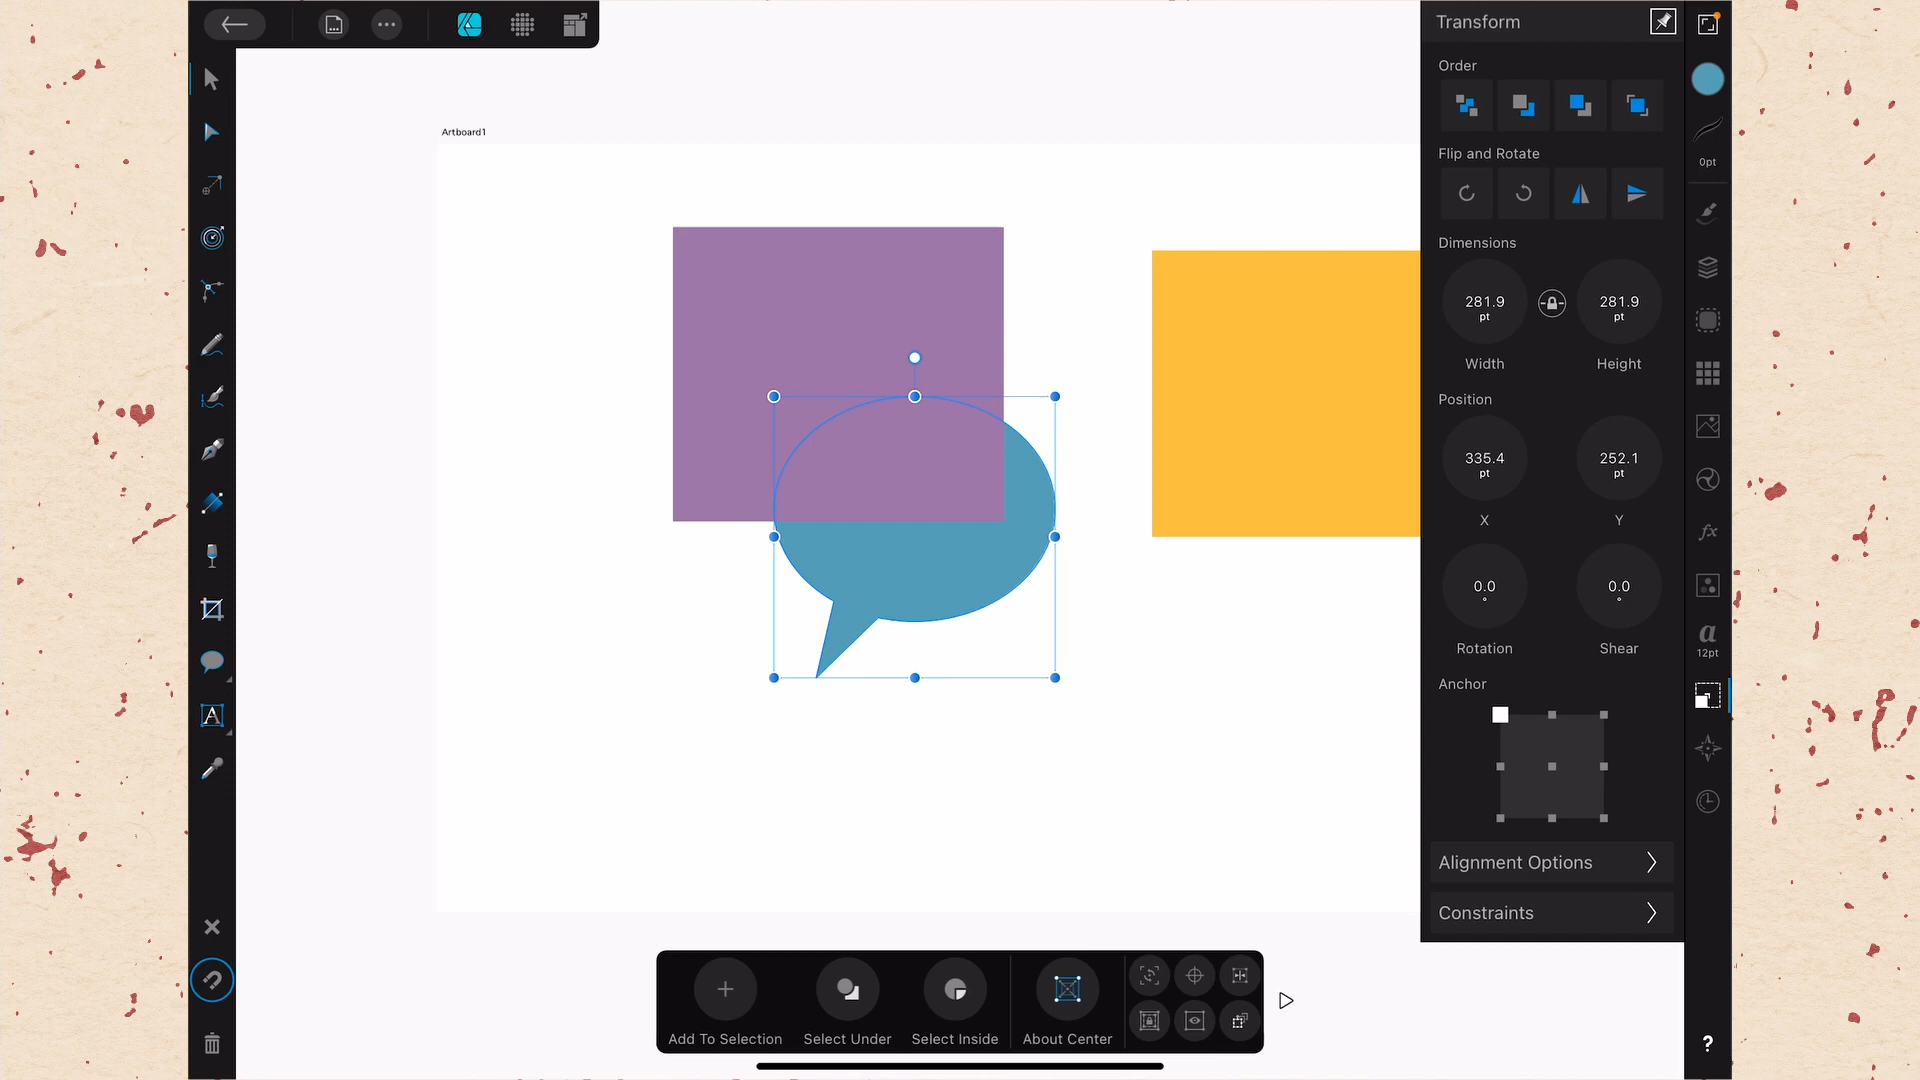 Transform
Order
Artboard1
Flip and Rotate
0pt
Dimensions
281.9
pt
281.9
pt
Width
Height
Position
335.4
pt
252.1
pt
X
Y
fx
0.0
°
0.0
°
a
12pt
Rotation
Shear
Anchor
A
Alignment Options
Constraints
Add To Selection
Select Under
Select Inside
About Center
?